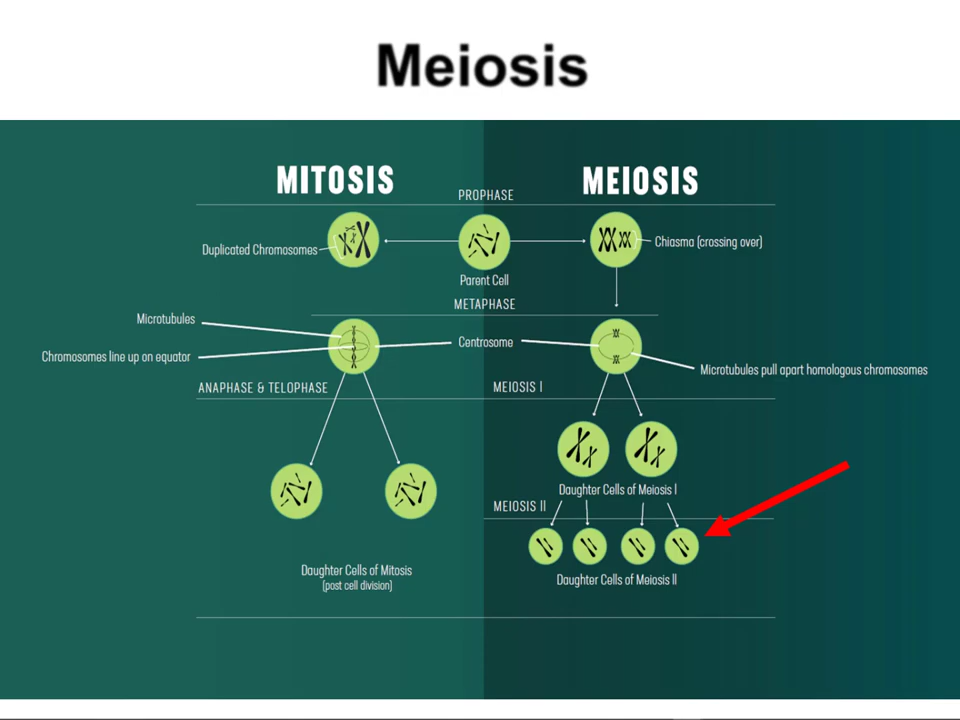 Meiosis
MITOSIS
MEIOSIS
PROPHASE
Duplicated Chromosomes
Chiasma (crossing over)
Parent Cell
METAPHASE
Microtubules
Centrosome
Chromosomes line up on equator
Microtubules pull apart homologous chromosomes
ANAPHASE & TELOPHASE
MEIOSIS I
Daughter Cells of Meiosis I
MEIOSIS II
Daughter Cells of Mitosis
(post cell division)
Daughter Cells of Meiosis II